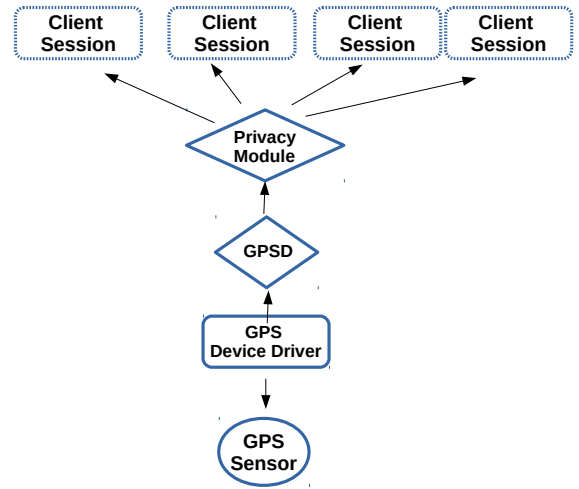 Client
Session
Client
Session
Client
Session
Client
Session
Privacy
Module
GPSD
GPS
Device Driver
GPS
Sensor